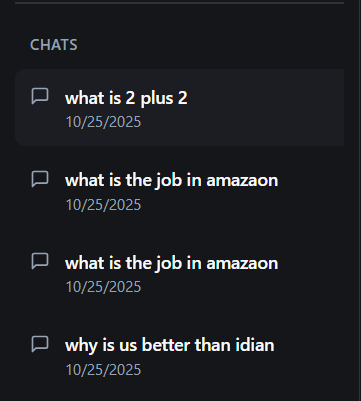 CHATS
what is 2 plus 2
10/25/2025
what is the job in amazaon
10/25/2025
what is the job in amazaon
10/25/2025
why is us better than idian
10/25/2025